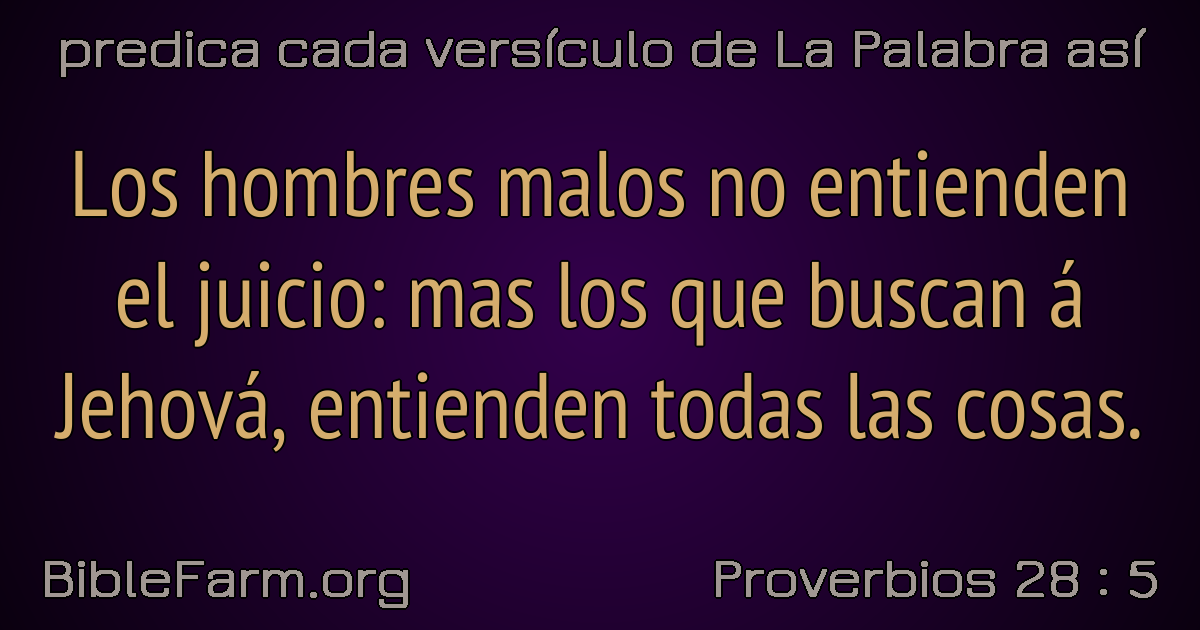 predica cada versículo de La Palabra así
Los hombres malos no entienden
el juicio: mas los que buscan á
Jehová, entienden todas las cosas.
BibleFarm.org
Proverbios 28 : 5